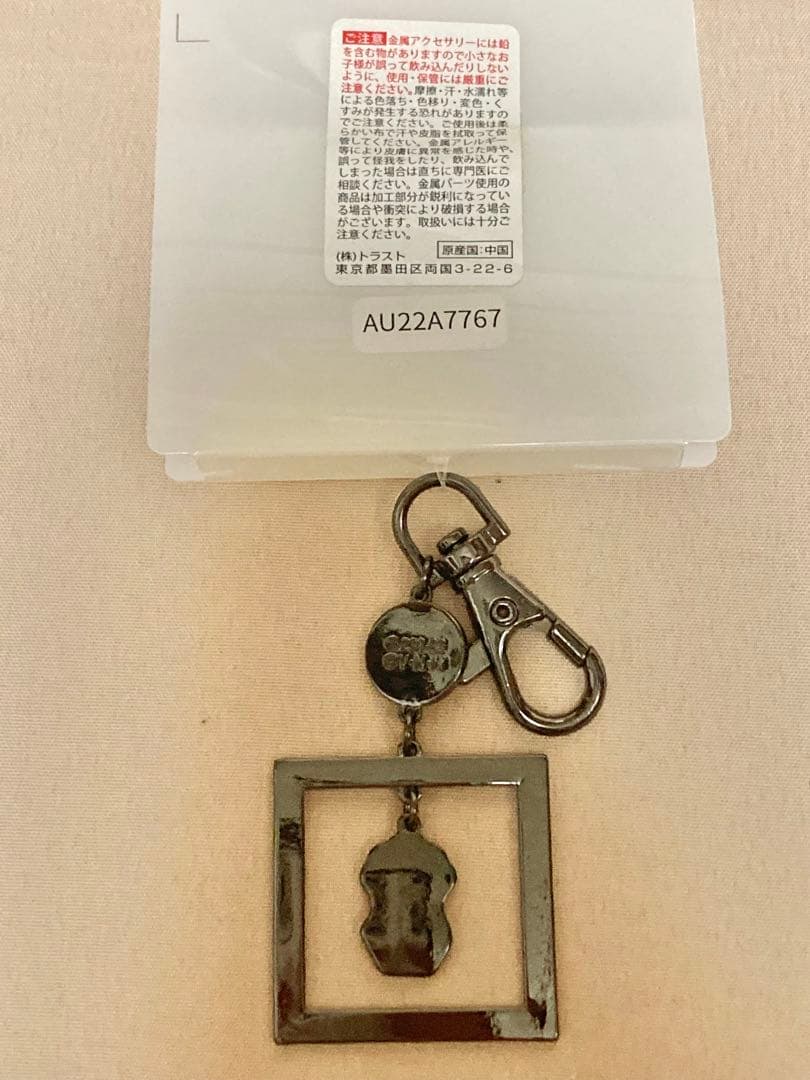 ご注意 金属アクセサリーには鉛
を含む物がありますので小さなお
子様が誤って飲み込んだりしない
ように、使用・保管には厳重にご
注意ください。摩擦・汗・水濡れ等
による色落ち・色移り・変色・く
すみが発生する恐れがありますの
でご注意ください。ご使用後は柔
らかい布で汗や皮脂を拭取って保
管してください。金属アレルギー
等により皮膚に異常を感じた時や、
誤って怪我をしたり、飲み込んで
しまった場合は直ちに専門医にご
相談ください。金属パーツ使用の
商品は加工部分が鋭利になってい
る場合や衝突により破損する場合
がございます。取扱いには十分ご
注意ください。
原産国:中国
(株)トラスト
東京都墨田区両国3-22-6
AU22A7767